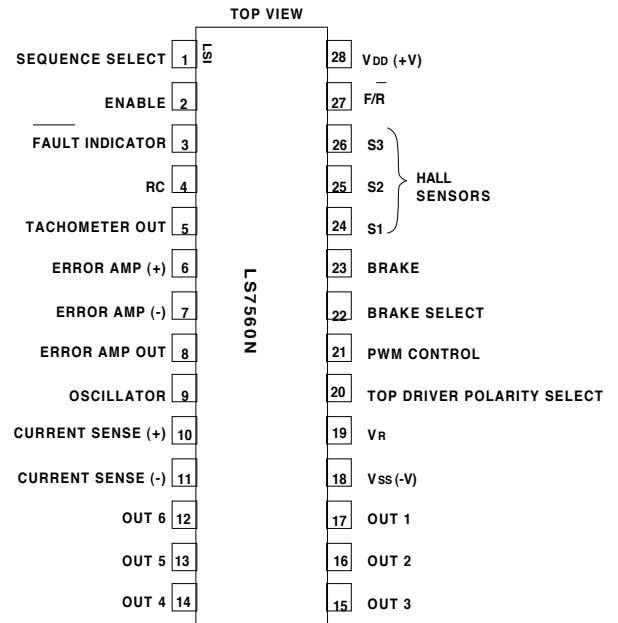 TOP VIEW
LSI
LS7560N
SEQUENCE SELECT 1
ENABLE 2
FAULT INDICATOR 3
RC 4
TACHOMETER OUT 5
ERROR AMP (+) 6
ERROR AMP (-) 7
ERROR AMP OUT 8
OSCILLATOR 9
CURRENT SENSE (+) 10
CURRENT SENSE (-) 11
OUT 6 12
OUT 5 13
OUT 4 14
28 VDD (+V)
27 F/R
26 S3
25 S2
24 S1
HALL
SENSORS
23 BRAKE
22 BRAKE SELECT
21 PWM CONTROL
20 TOP DRIVER POLARITY SELECT
19 VR
18 VSS (-V)
17 OUT 1
16 OUT 2
15 OUT 3